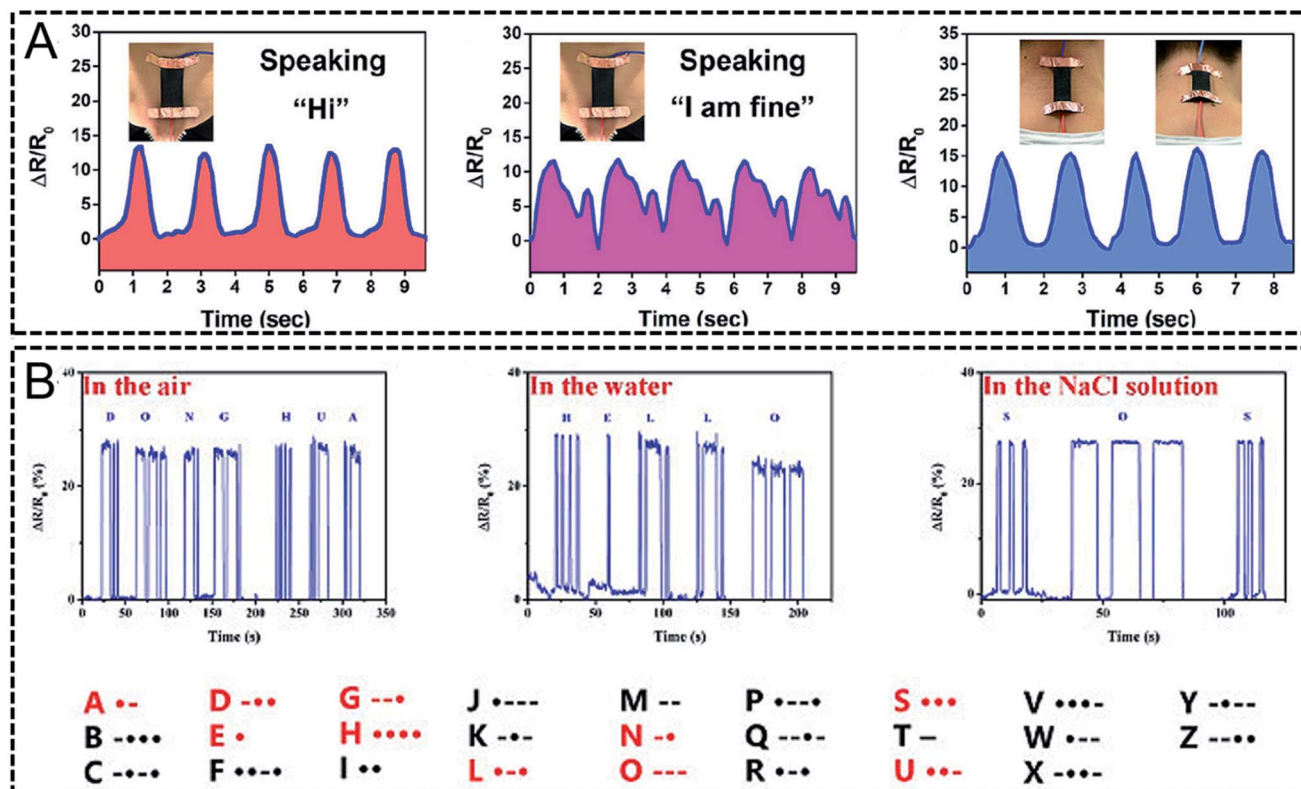 A
Speaking
“Hi”
ΔR/R₀
30
25
20
15
10
5
0
0 1 2 3 4 5 6 7 8 9
Time (sec)
Speaking
“I am fine”
ΔR/R₀
30
25
20
15
10
5
0
0 1 2 3 4 5 6 7 8 9
Time (sec)
ΔR/R₀
35
30
25
20
15
10
5
0
0 1 2 3 4 5 6 7 8
Time (sec)
B
In the air
D O N G H U A
ΔR/R₀ (%)
40
20
0
0 50 100 150 200 250 300 350
Time (s)
In the water
H E L L O
ΔR/R₀ (%)
40
20
0
0 50 100 150 200
Time (s)
In the NaCl solution
S O S
ΔR/R₀ (%)
40
20
0
0 50 100
Time (s)
A •- D -•• G --• J •--- M -- P •--• S ••• V •••- Y -•--
B -••• E • H •••• K -•- N -• Q --•- T – W •-- Z --••
C -•-• F ••-• I •• L •-• O --- R •-• U ••- X -••-